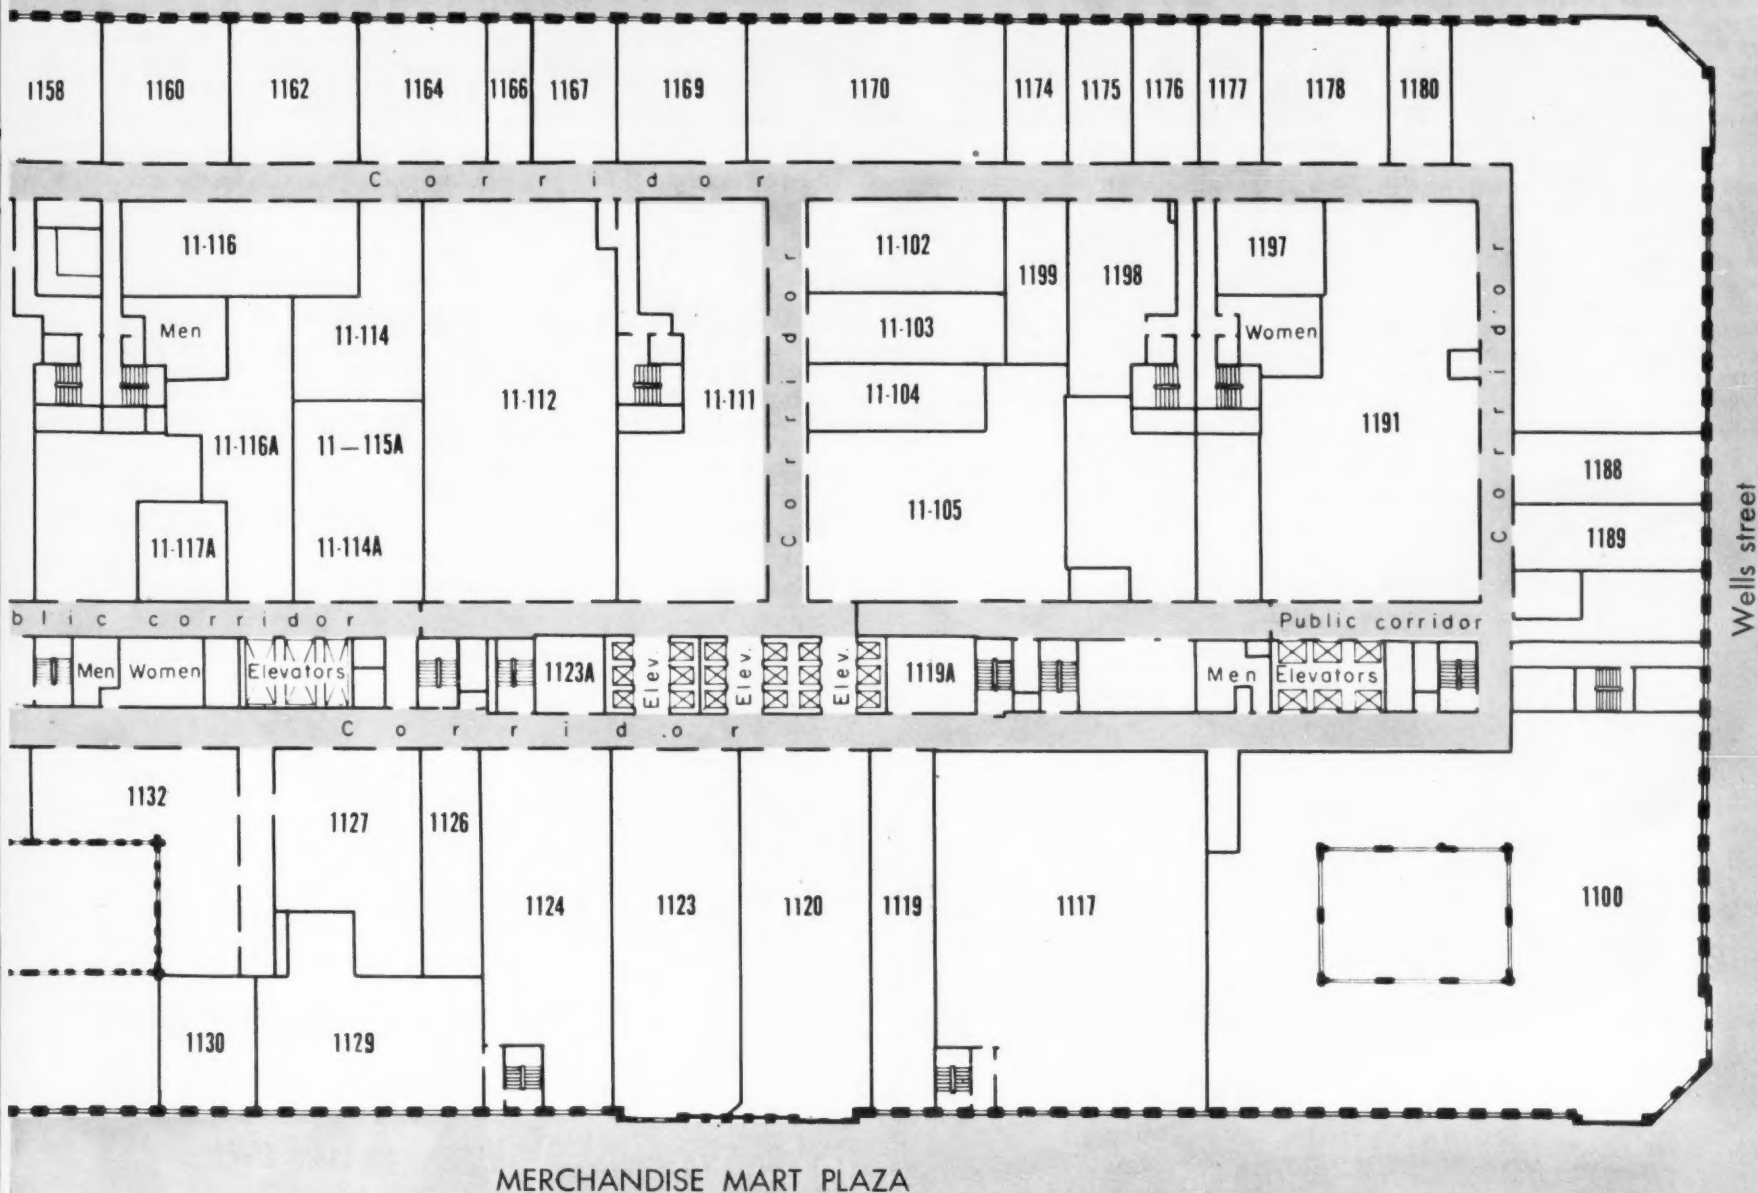 1158 1160 1162 1164 1166 1167 1169 1170 1174 1175 1176 1177 1178 1180
Corridor
11-116 11-102 1199 1198 1197
Men 11-114 11-103 Women
11-112 11-111 11-104
Corridor
1191
Corridor
11-116A 11—115A
1188
11-105
11-117A 11-114A
1189
Wells street
blic corridor
Public corridor
Men Women Elevators 1123A Elev. Elev. Elev. 1119A Men Elevators
Corridor
1132 1127 1126
1124 1123 1120 1119 1117 1100
1130 1129
MERCHANDISE MART PLAZA